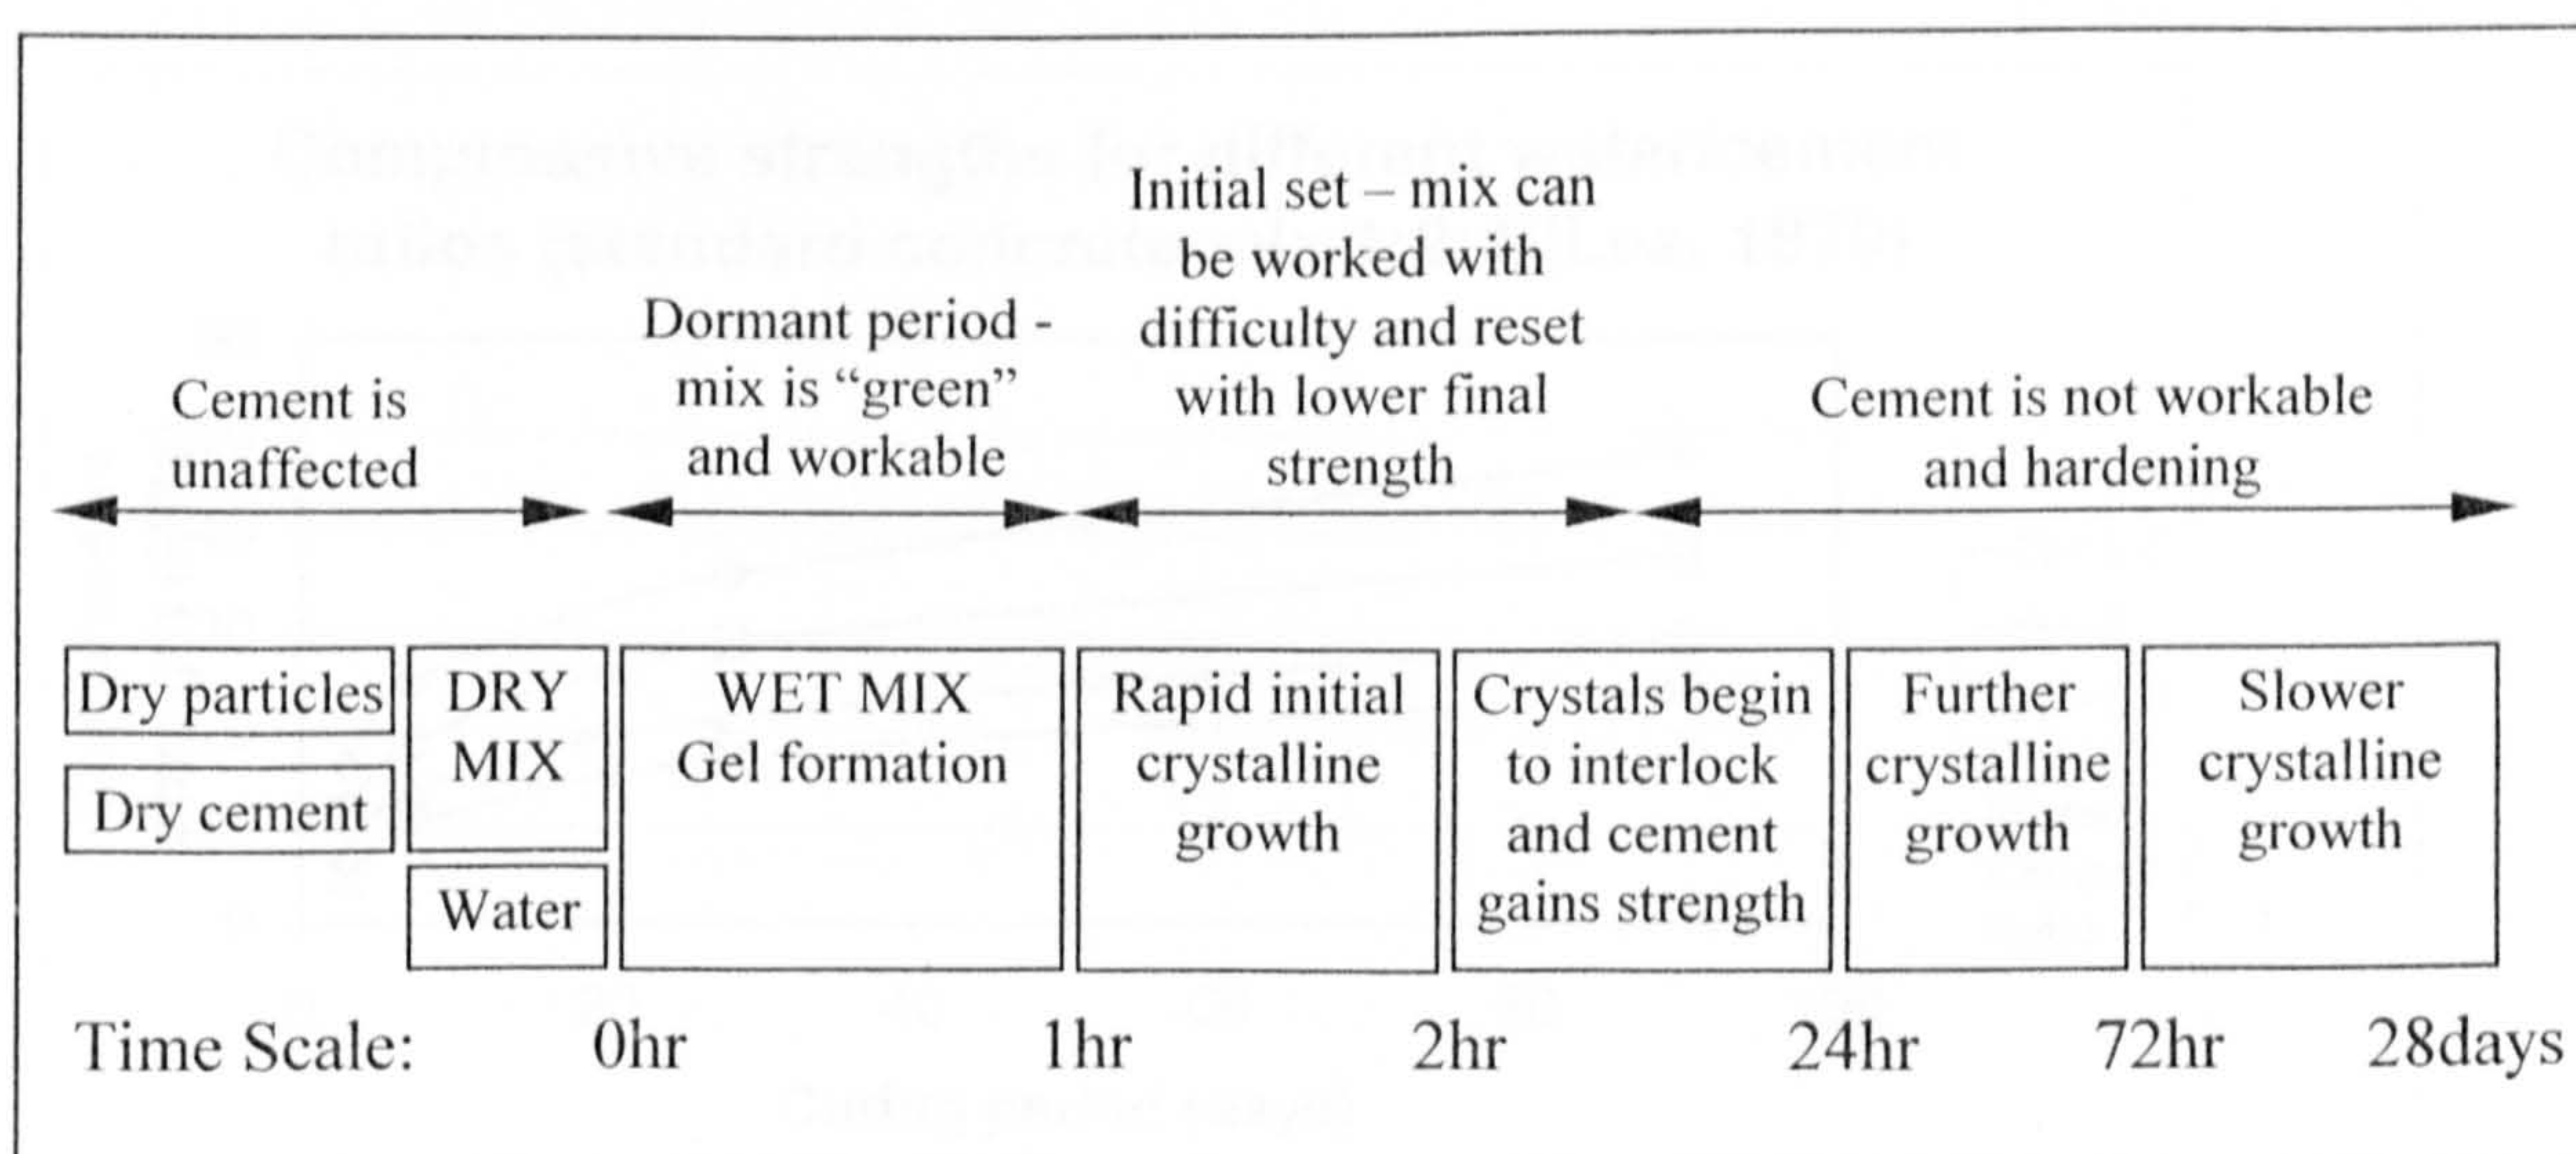 Cement is
unaffected
Dormant period -
mix is “green”
and workable
Initial set – mix can
be worked with
difficulty and reset
with lower final
strength
Cement is not workable
and hardening
Dry particles
Dry cement
DRY
MIX
Water
WET MIX
Gel formation
Rapid initial
crystalline
growth
Crystals begin
to interlock
and cement
gains strength
Further
crystalline
growth
Slower
crystalline
growth
Time Scale: 0hr 1hr 2hr 24hr 72hr 28days